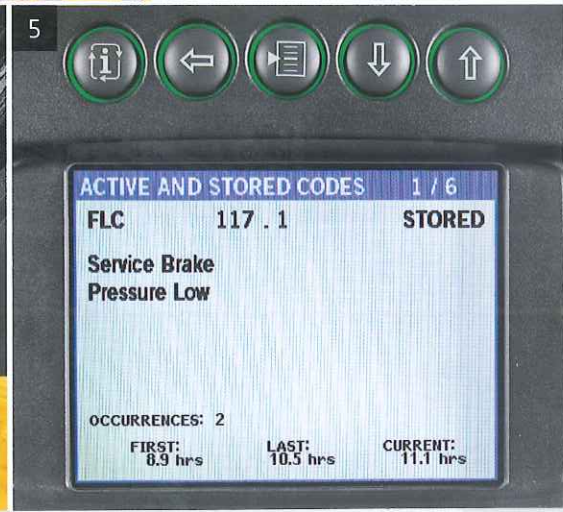 5
i
ACTIVE AND STORED CODES 1 / 6
FLC 117 . 1 STORED
Service Brake
Pressure Low
OCCURRENCES: 2
FIRST: LAST: CURRENT:
8.9 hrs 10.5 hrs 11.1 hrs